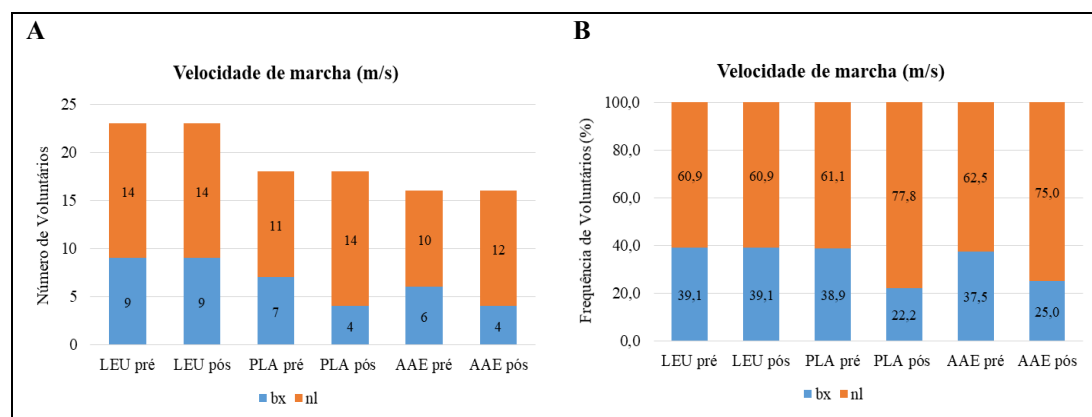 A
Velocidade de marcha (m/s)
Número de Voluntários
25
20
15
10
5
0
14
14
11
14
10
12
9
9
7
4
6
4
LEU pré
LEU pós
PLA pré
PLA pós
AAE pré
AAE pós
bx
nl
B
Velocidade de marcha (m/s)
Frequência de Voluntários (%)
100,0
80,0
60,0
40,0
20,0
0,0
60,9
60,9
61,1
77,8
62,5
75,0
39,1
39,1
38,9
22,2
37,5
25,0
LEU pré
LEU pós
PLA pré
PLA pós
AAE pré
AAE pós
bx
nl